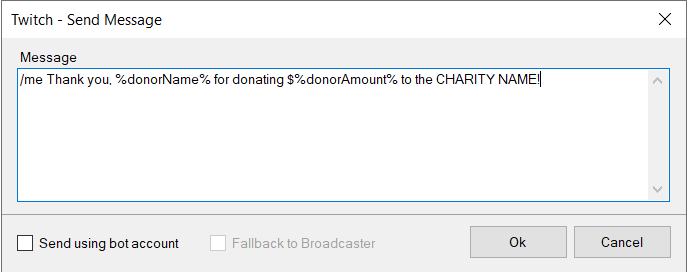 Twitch - Send Message
Message
/me Thank you, %donorName% for donating $%donorAmount% to the CHARITY NAME!
Send using bot account
Fallback to Broadcaster
Ok
Cancel